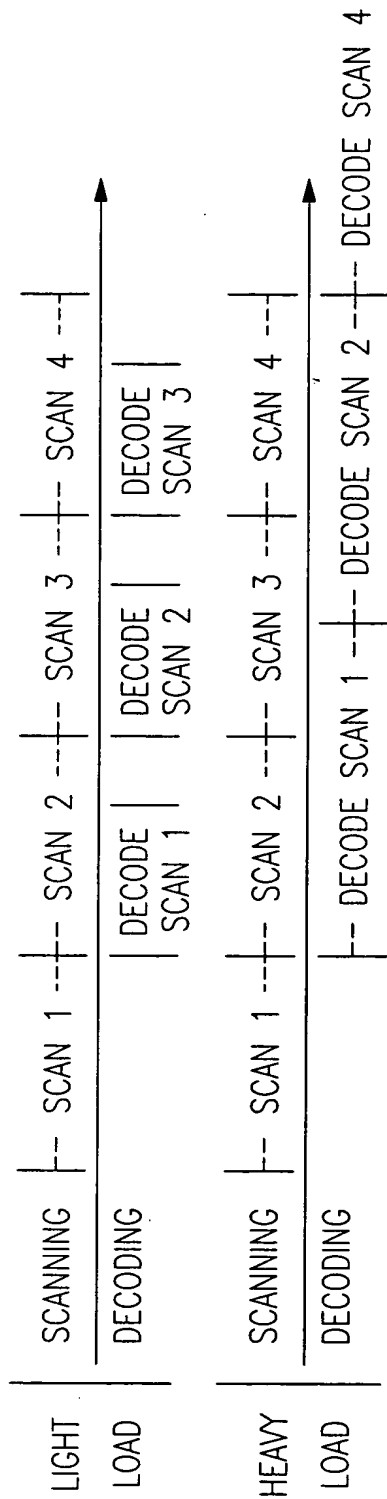 LIGHT
LOAD
SCANNING
DECODING
SCAN 1
SCAN 2
SCAN 3
SCAN 4
DECODE
SCAN 1
DECODE
SCAN 2
DECODE
SCAN 3
HEAVY
LOAD
SCANNING
DECODING
SCAN 1
SCAN 2
SCAN 3
SCAN 4
DECODE SCAN 1
DECODE SCAN 2
DECODE SCAN 4